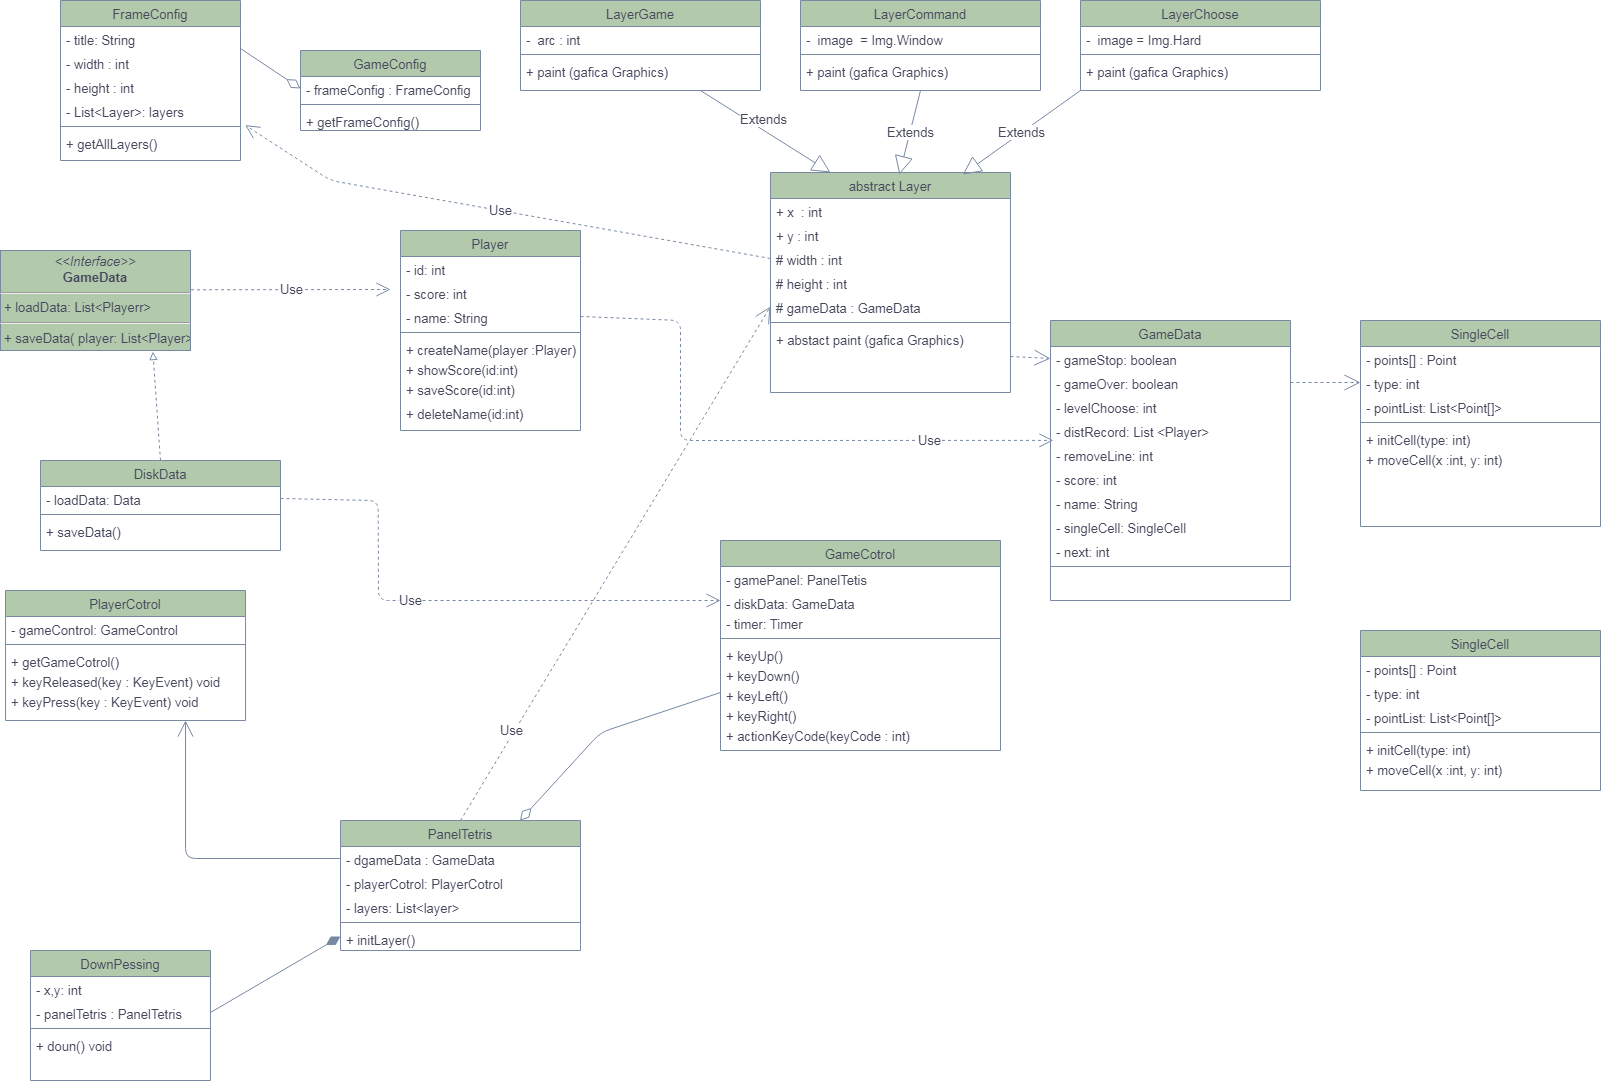 FrameConfig
- title: String
- width : int
- height : int
- List<Layer>: layers
+ getAllLayers()
GameConfig
- frameConfig : FrameConfig
+ getFrameConfig()
LayerGame
- arc : int
+ paint (gafica Graphics)
LayerCommand
- image = Img.Window
+ paint (gafica Graphics)
LayerChoose
- image = Img.Hard
+ paint (gafica Graphics)
Extends
Extends
Extends
abstract Layer
+ x : int
+ y : int
# width : int
# height : int
# gameData : GameData
+ abstact paint (gafica Graphics)
Use
<<Interface>>
GameData
+ loadData: List<Playerr>
+ saveData( player: List<Player>
Use
Player
- id: int
- score: int
- name: String
+ createName(player :Player)
+ showScore(id:int)
+ saveScore(id:int)
+ deleteName(id:int)
Use
GameData
- gameStop: boolean
- gameOver: boolean
- levelChoose: int
- distRecord: List <Player>
- removeLine: int
- score: int
- name: String
- singleCell: SingleCell
- next: int
SingleCell
- points[] : Point
- type: int
- pointList: List<Point[]>
+ initCell(type: int)
+ moveCell(x :int, y: int)
DiskData
- loadData: Data
+ saveData()
Use
GameCotrol
- gamePanel: PanelTetis
- diskData: GameData
- timer: Timer
+ keyUp()
+ keyDown()
+ keyLeft()
+ keyRight()
+ actionKeyCode(keyCode : int)
PlayerCotrol
- gameControl: GameControl
+ getGameCotrol()
+ keyReleased(key : KeyEvent) void
+ keyPress(key : KeyEvent) void
SingleCell
- points[] : Point
- type: int
- pointList: List<Point[]>
+ initCell(type: int)
+ moveCell(x :int, y: int)
Use
PanelTetris
- dgameData : GameData
- playerCotrol: PlayerCotrol
- layers: List<layer>
+ initLayer()
DownPessing
- x,y: int
- panelTetris : PanelTetris
+ doun() void